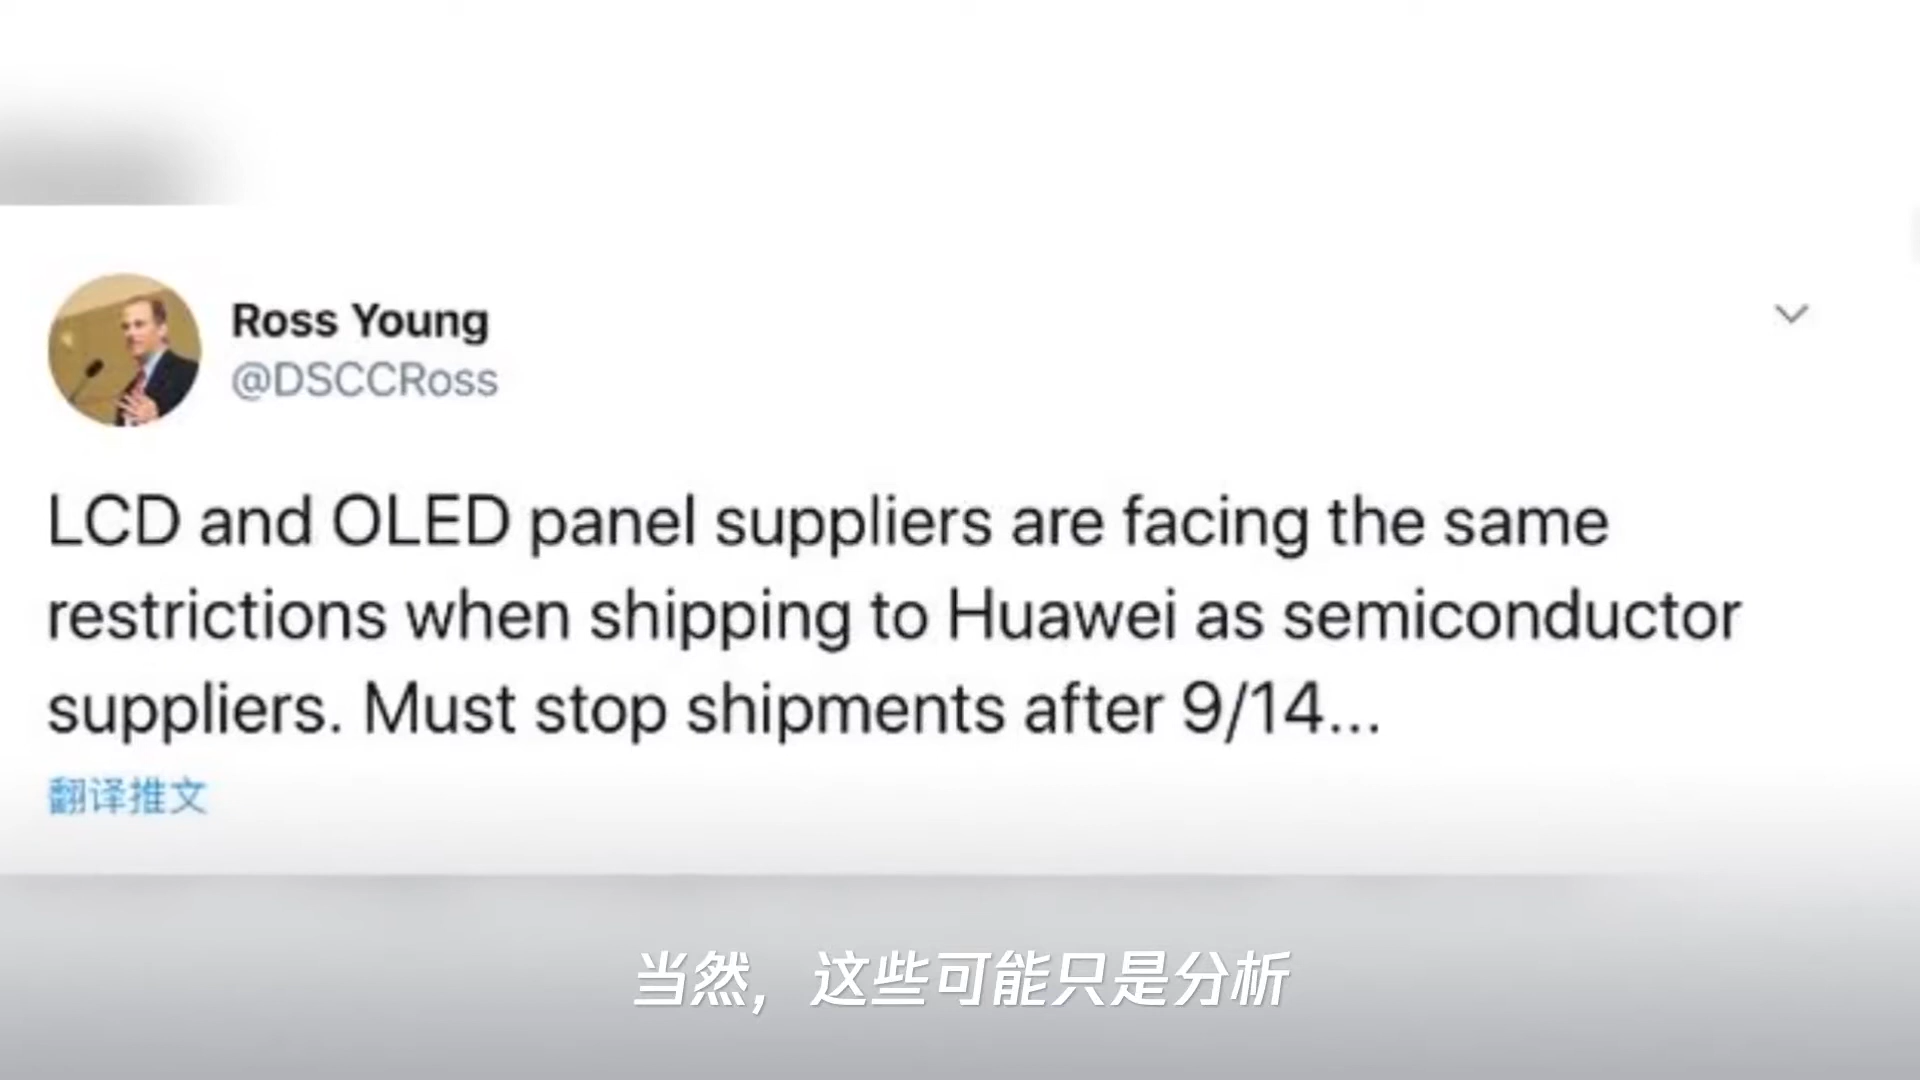 Ross Young
@DSCCRoss
LCD and OLED panel suppliers are facing the same
restrictions when shipping to Huawei as semiconductor
suppliers. Must stop shipments after 9/14...
翻译推文
当然，这些可能只是分析